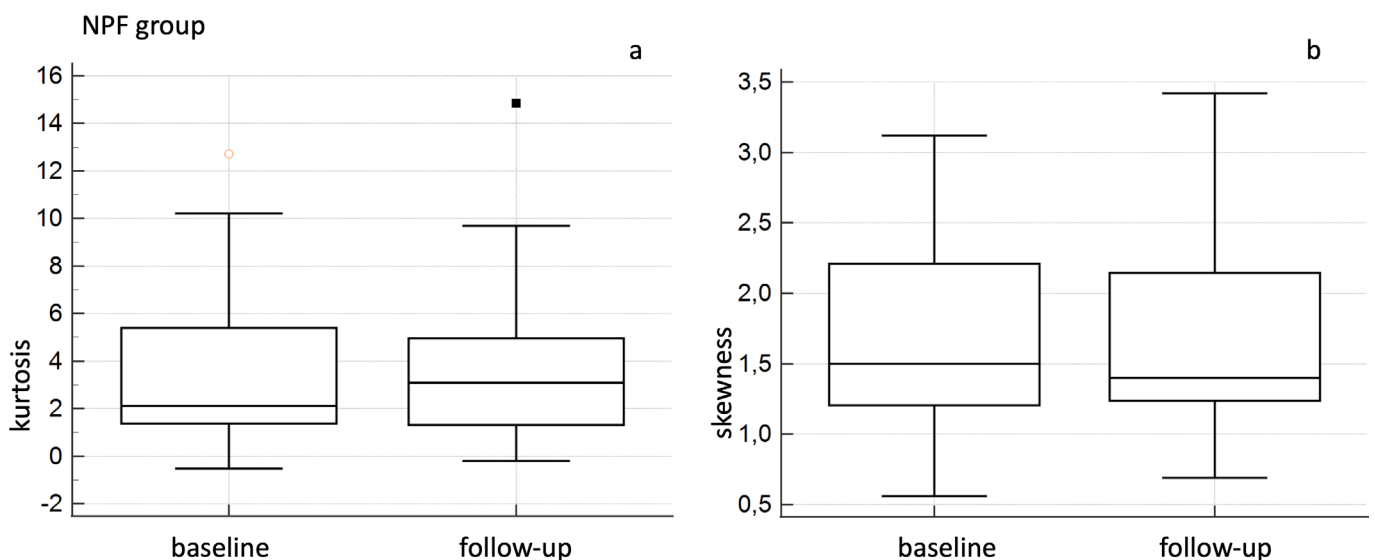 NPF group
a
16
14
12
10
8
6
4
2
0
-2
kurtosis
baseline follow-up
b
3,5
3,0
2,5
2,0
1,5
1,0
0,5
skewness
baseline follow-up